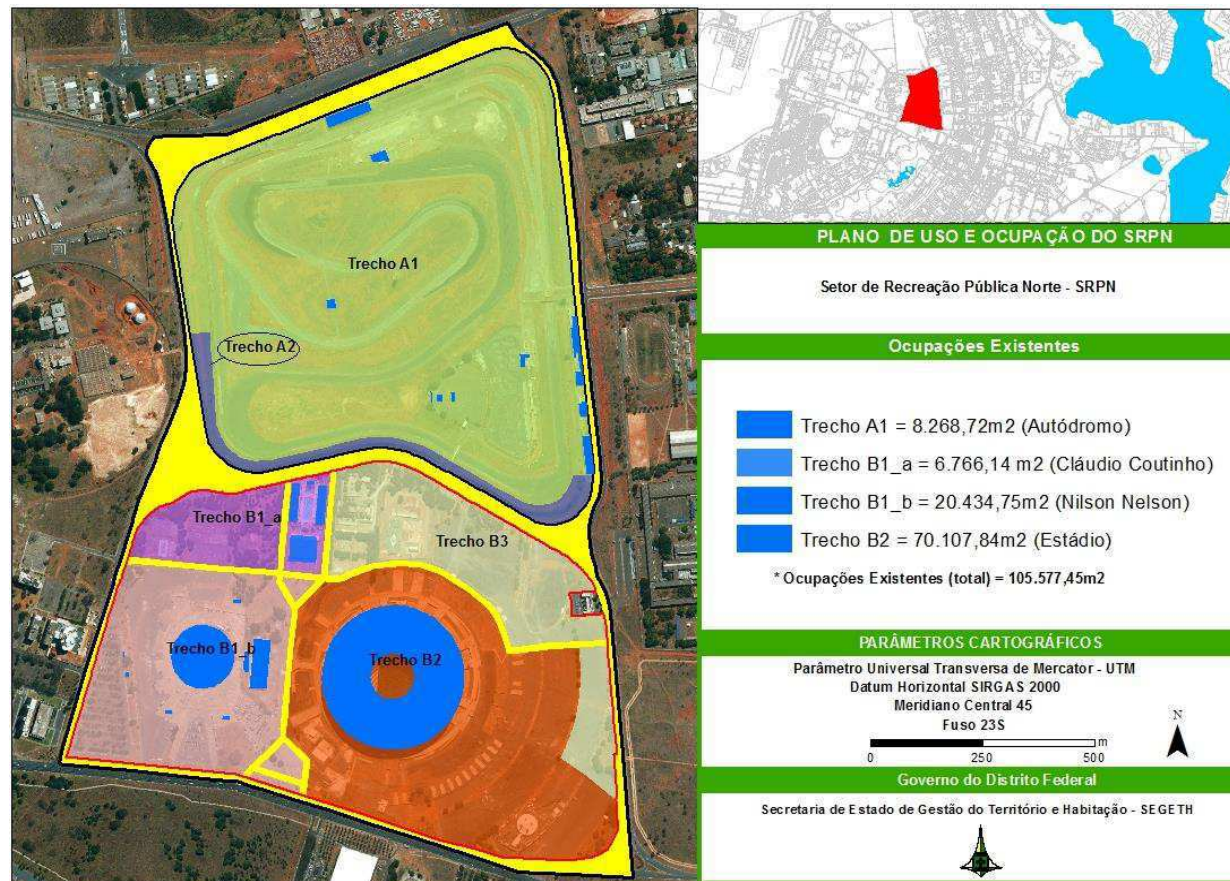 Trecho A1
Trecho A2
Trecho B1_a
Trecho B3
Trecho B1_b
Trecho B2
PLANO DE USO E OCUPAÇÃO DO SRPN
Setor de Recreação Pública Norte - SRPN
Ocupações Existentes
Trecho A1 = 8.268,72m2 (Autódromo)
Trecho B1_a = 6.766,14 m2 (Cláudio Coutinho)
Trecho B1_b = 20.434,75m2 (Nilson Nelson)
Trecho B2 = 70.107,84m2 (Estádio)
* Ocupações Existentes (total) = 105.577,45m2
PARÂMETROS CARTOGRÁFICOS
Parâmetro Universal Transversa de Mercator - UTM
Datum Horizontal SIRGAS 2000
Meridiano Central 45
Fuso 23S
N
m
0 250 500
Governo do Distrito Federal
Secretaria de Estado de Gestão do Território e Habitação - SEGETH